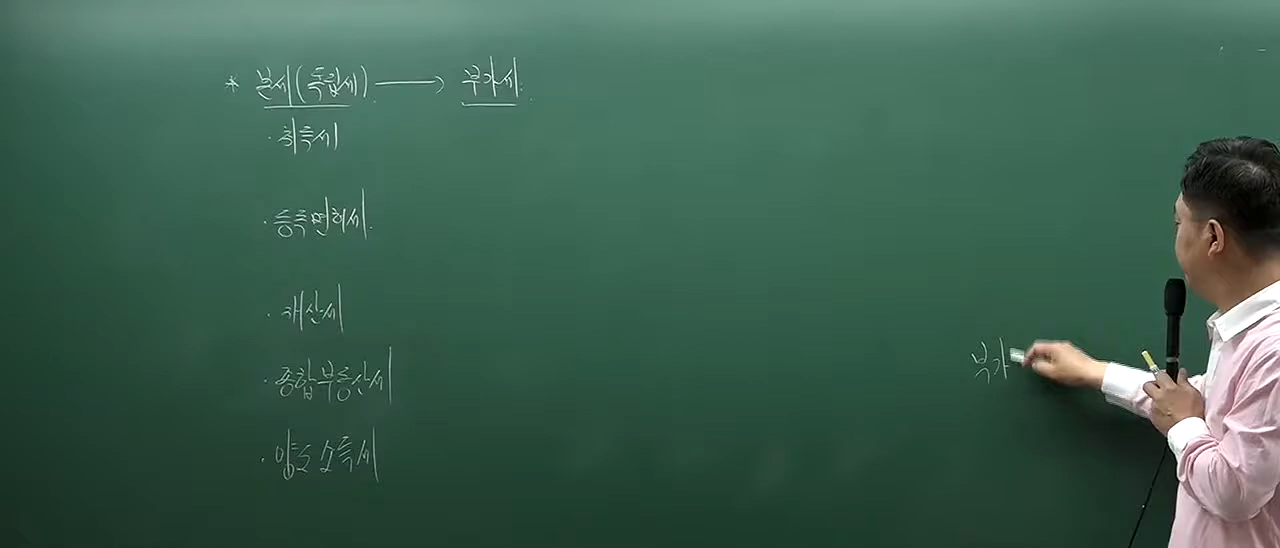 * 본세(독립세) → 부가세.
· 취득세
· 등록면허세.
· 재산세
· 종합부동산세
· 양도소득세
부가